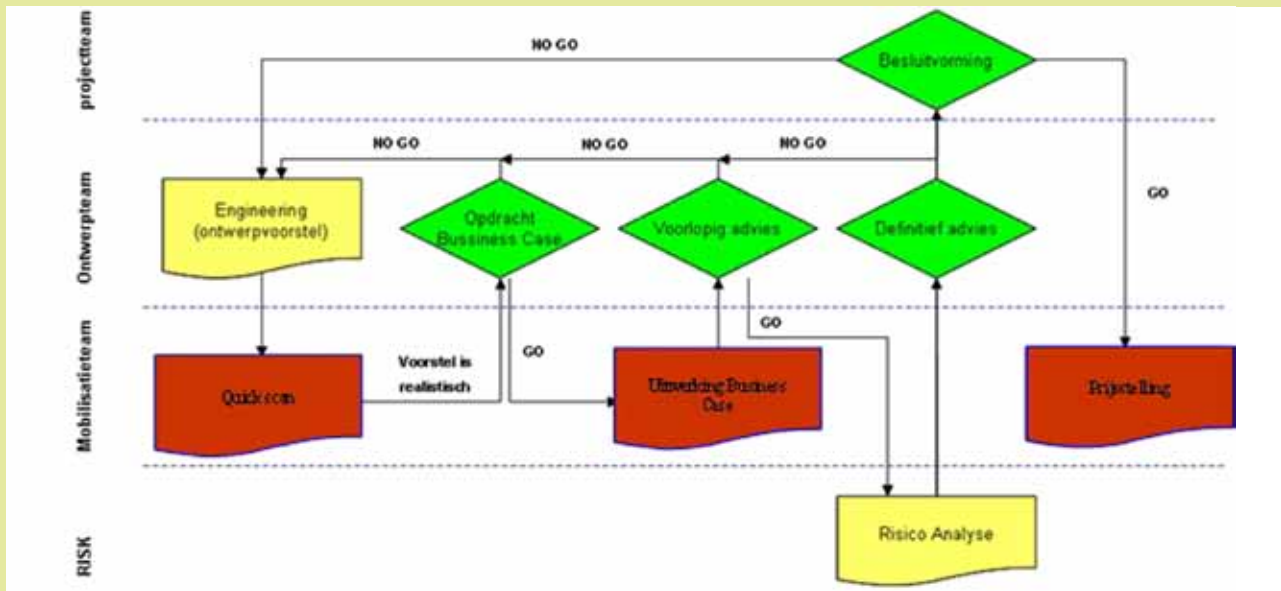 projectteam
NO GO
Besluitvorming
Ontwerpteam
NO GO
NO GO
NO GO
GO
Engineering
(ontwerpvoorstel)
Opdracht
Bussiness Case
Voorlopig advies
Definitief advies
Mobilisatieteam
Voorstel is
realistisch
GO
GO
Quickscan
Business
Case
Prijsstelling
RISK
Risico Analyse